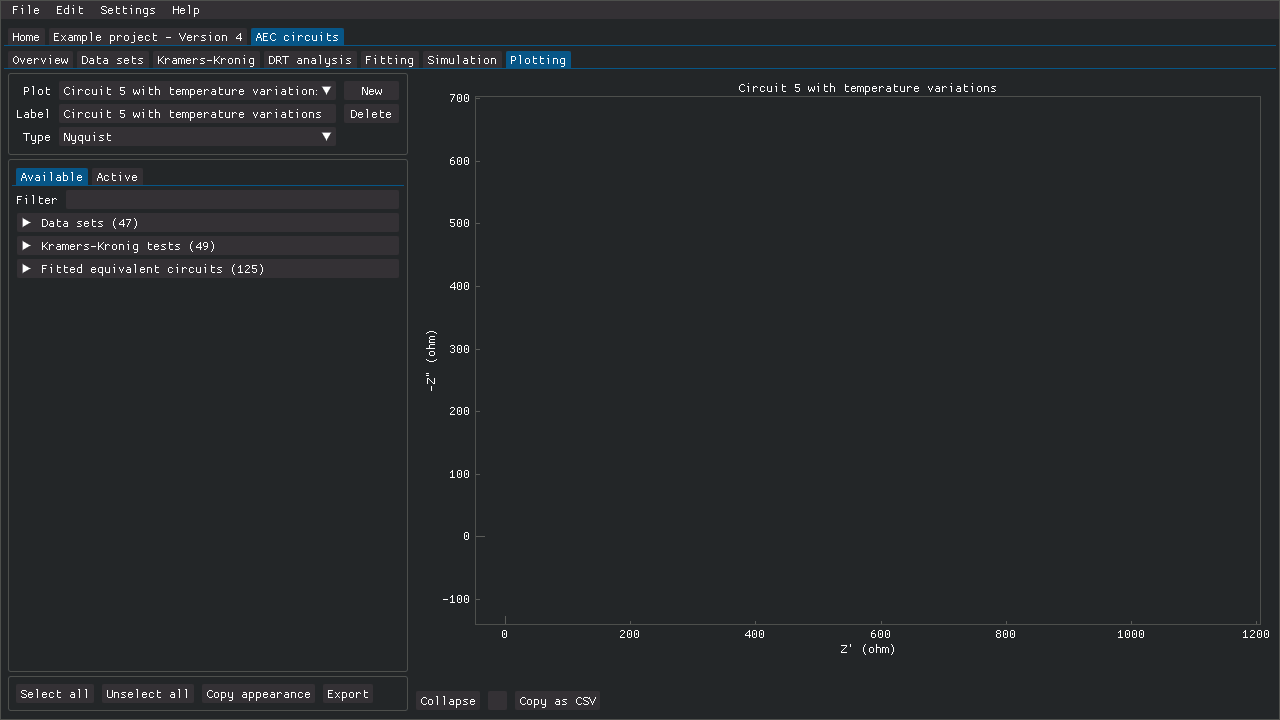 File Edit Settings Help
Home Example project - Version 4 AEC circuits
Overview Data sets Kramers-Kronig DRT analysis Fitting Simulation Plotting
Plot Circuit 5 with temperature variation: New
Label Circuit 5 with temperature variations Delete
Type Nyquist
Available Active
Filter
Data sets (47)
Kramers-Kronig tests (49)
Fitted equivalent circuits (125)
Select all Unselect all Copy appearance Export
Circuit 5 with temperature variations
700
600
500
400
300
200
100
0
-100
-Z" (ohm)
0 200 400 600 800 1000 1200
Z' (ohm)
Collapse Copy as CSV